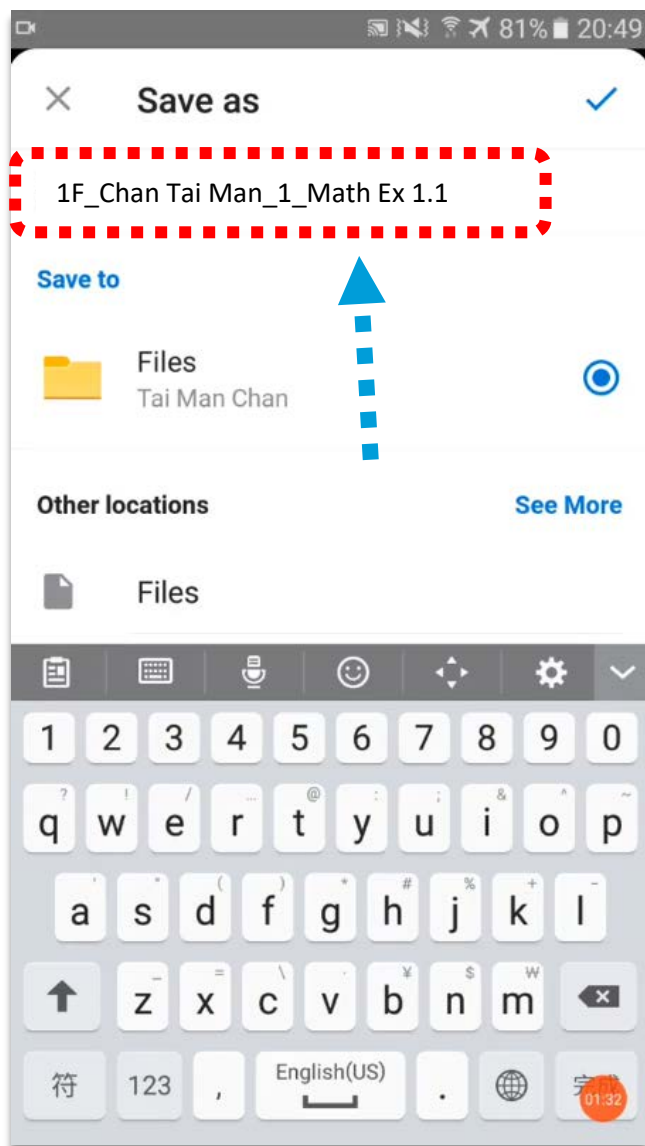 81% 20:49
Save as
1F_Chan Tai Man_1_Math Ex 1.1
Save to
Files
Tai Man Chan
Other locations See More
Files
1 2 3 4 5 6 7 8 9 0
? ! / ... @ : ; & ^ ~
q w e r t y u i o p
' " ( ) * # % + -
a s d f g h j k l
_ = \ · ¥ $ ₩
z x c v b n m
符 123 , English(US) . 完成
01:32